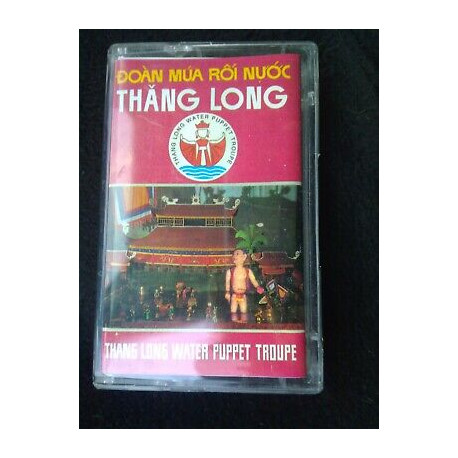 ĐOÀN MÚA RỐI NƯỚC
THĂNG LONG
THANG LONG WATER PUPPET TROUPE
THANG LONG WATER PUPPET TROUPE